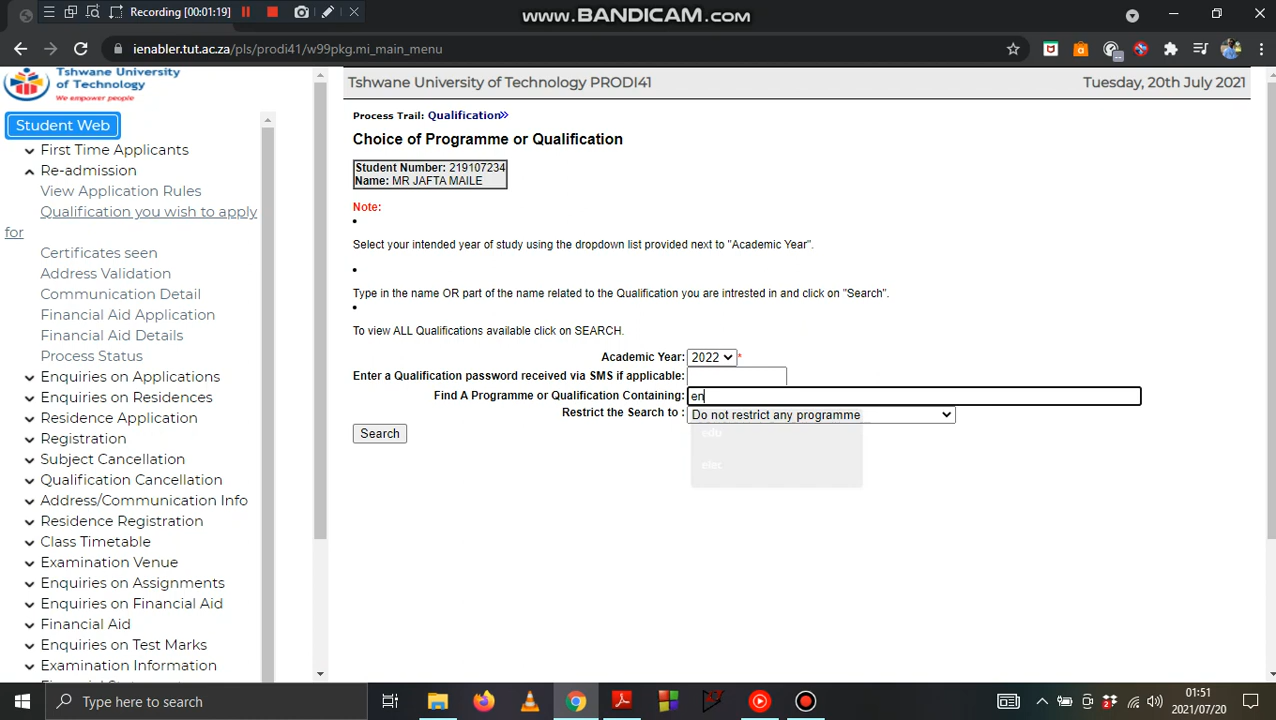 Recording [00:01:19]
www.BANDICAM.com
ienabler.tut.ac.za/pls/prodi41/w99pkg.mi_main_menu
Tshwane University
of Technology
We empower people
Student Web
First Time Applicants
Re-admission
View Application Rules
Qualification you wish to apply
for
Certificates seen
Address Validation
Communication Detail
Financial Aid Application
Financial Aid Details
Process Status
Enquiries on Applications
Enquiries on Residences
Residence Application
Registration
Subject Cancellation
Qualification Cancellation
Address/Communication Info
Residence Registration
Class Timetable
Examination Venue
Enquiries on Assignments
Enquiries on Financial Aid
Financial Aid
Enquiries on Test Marks
Examination Information
Tshwane University of Technology PRODI41 Tuesday, 20th July 2021
Process Trail: Qualification
Choice of Programme or Qualification
Student Number: 219107234
Name: MR JAFTA MAILE
Note:
Select your intended year of study using the dropdown list provided next to "Academic Year".
Type in the name OR part of the name related to the Qualification you are intrested in and click on "Search".
To view ALL Qualifications available click on SEARCH.
Academic Year: 2022 *
Enter a Qualification password received via SMS if applicable:
Find A Programme or Qualification Containing: en
Restrict the Search to : Do not restrict any programme
edu
elec
Search
Type here to search
01:51
2021/07/20